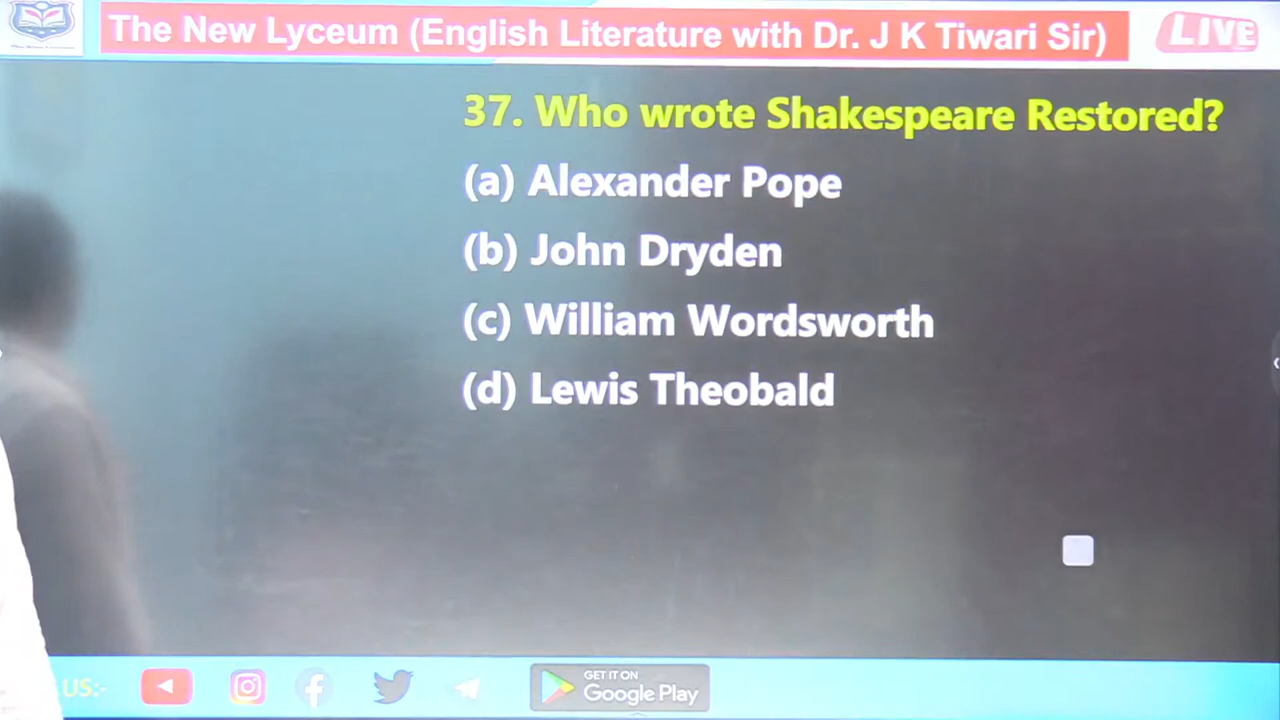 The New Lyceum (English Literature with Dr. J K Tiwari Sir)
LIVE
37. Who wrote Shakespeare Restored?
(a) Alexander Pope
(b) John Dryden
(c) William Wordsworth
(d) Lewis Theobald
US:-
GET IT ON
Google Play